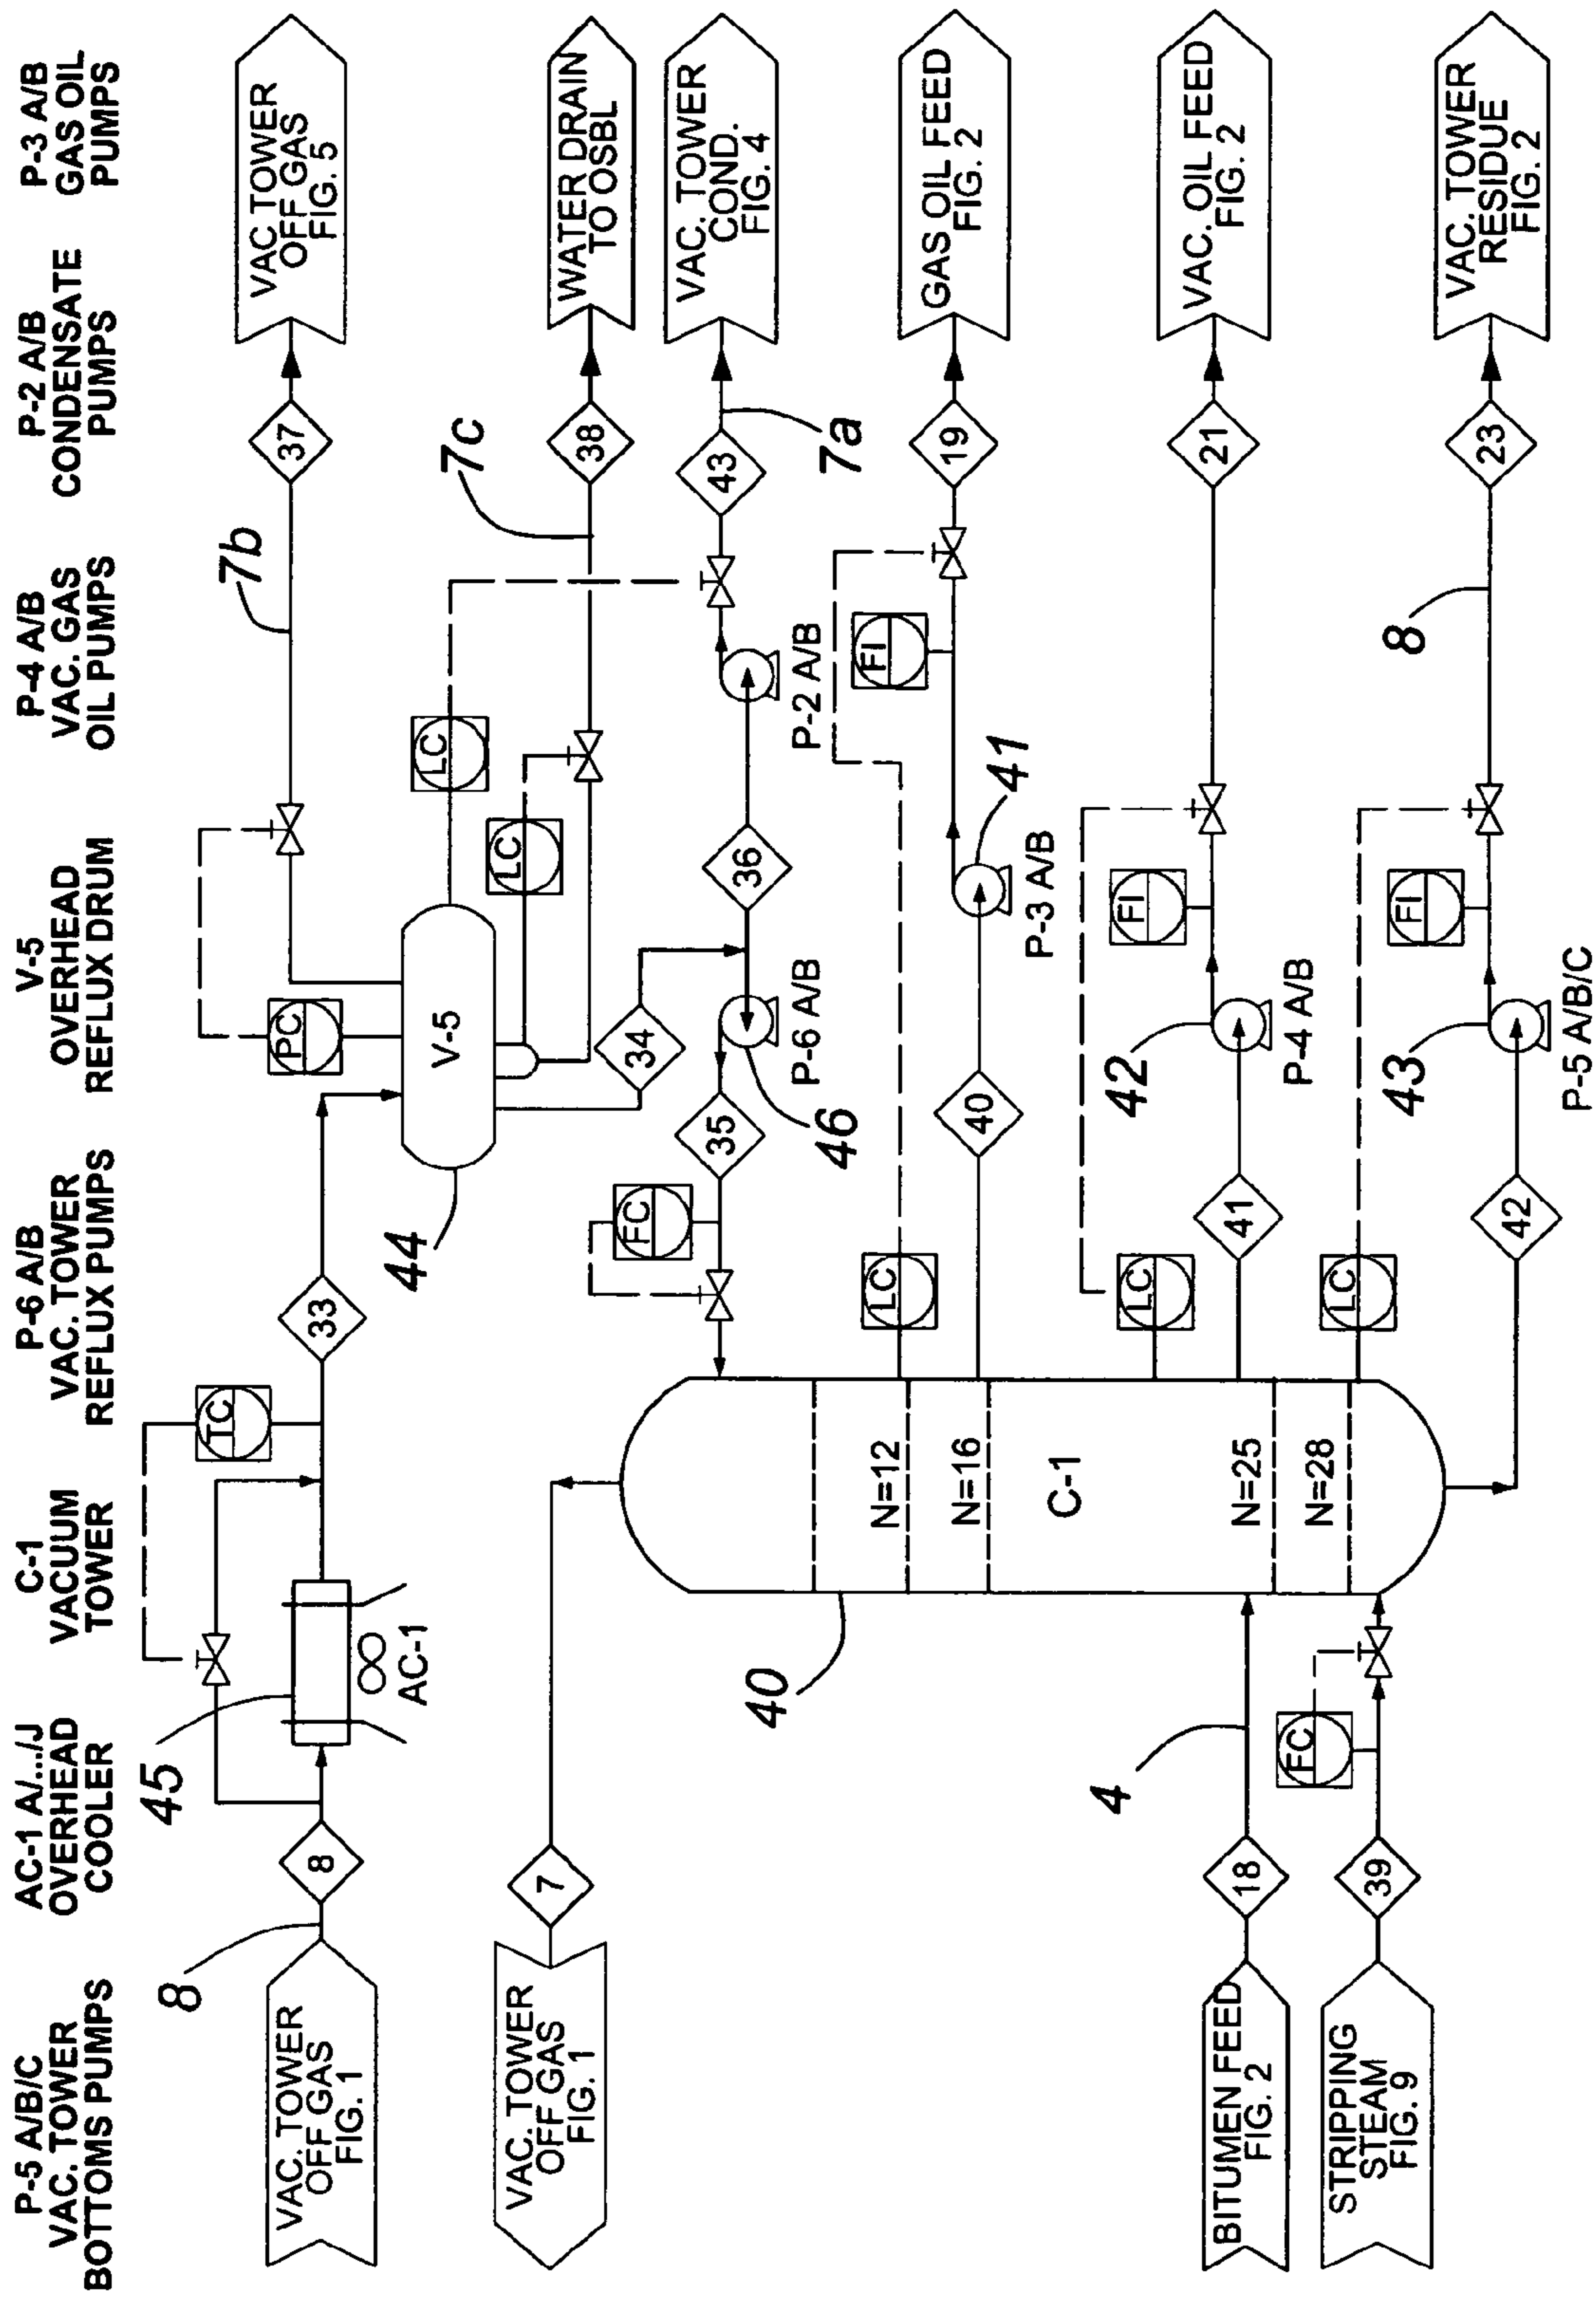 P-5 A/B/C
VAC. TOWER
BOTTOMS PUMPS
AC-1 A/.../J
OVERHEAD
COOLER
C-1
VACUUM
TOWER
P-6 A/B
VAC. TOWER
REFLUX PUMPS
V-5
OVERHEAD
REFLUX DRUM
P-4 A/B
VAC. GAS
OIL PUMPS
P-2 A/B
CONDENSATE
PUMPS
P-3 A/B
GAS OIL
PUMPS
VAC. TOWER
OFF GAS
FIG. 1
8
8
45
AC-1
TC
33
44
PC
V-5
LC
LC
7b
37
VAC. TOWER
OFF GAS
FIG. 5
7c
38
WATER DRAIN
TO OSBL
34
35
FC
46
P-6 A/B
36
P-2 A/B
43
7a
VAC. TOWER
COND.
FIG. 4
VAC. TOWER
OFF GAS
FIG. 1
7
40
N=12
N=16
C-1
N=25
N=28
LC
40
41
P-3 A/B
FI
19
GAS OIL FEED
FIG. 2
BITUMEN FEED
FIG. 2
18
4
LC
41
42
P-4 A/B
FI
21
VAC. OIL FEED
FIG. 2
STRIPPING
STEAM
FIG. 9
39
FC
LC
42
43
P-5 A/B/C
FI
8
23
VAC. TOWER
RESIDUE
FIG. 2